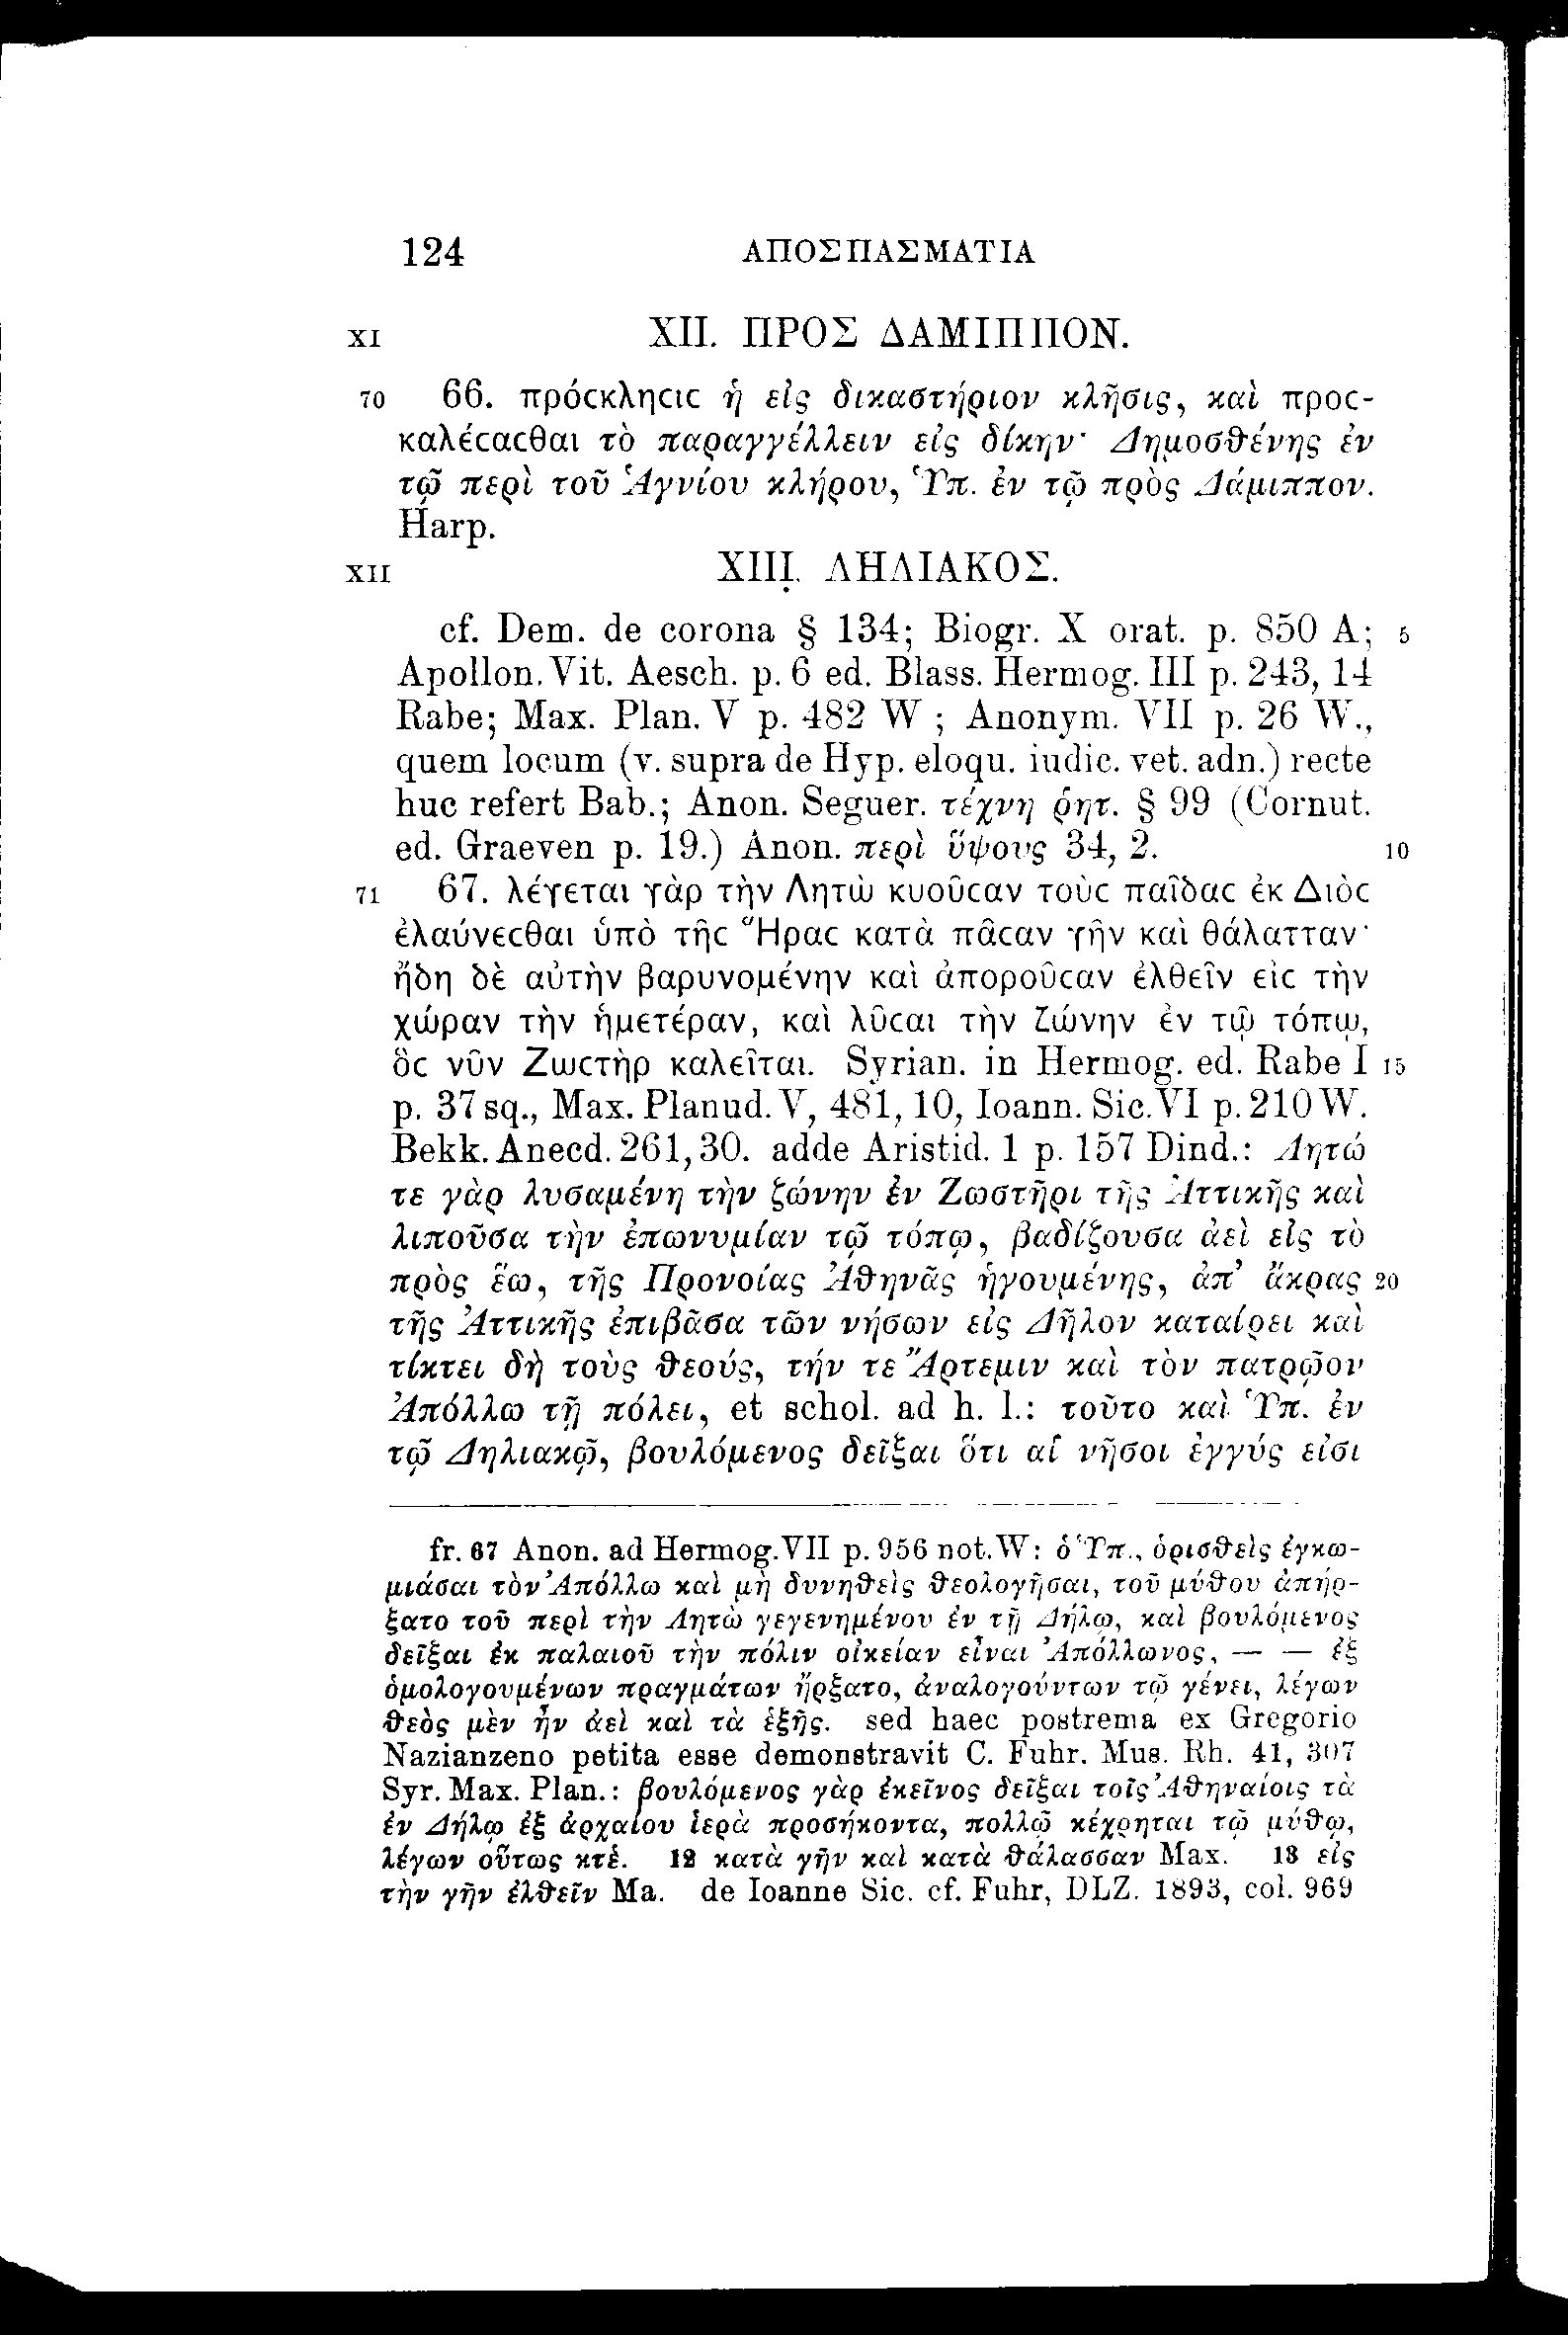 124 ΑΠΟΣΠΑΣΜΑΤΙΑ
XI XII. ΠΡΟΣ ΔΑΜΙΠΠΟΝ.
70 66. πρόcκληcιc ἡ εἰς δικαστήριον κλῆσις, καὶ προc-
καλέcαcθαι τὸ παραγγέλλειν εἰς δίκην· Δημοσθένης ἐν
τῷ περὶ τοῦ Ἁγνίου κλήρου, Ὑπ. ἐν τῷ πρὸς Δάμιππον.
Harp.
XII XIII. ΔΗΛΙΑΚΟΣ.
cf. Dem. de corona § 134; Biogr. X orat. p. 850 A; 5
Apollon. Vit. Aesch. p. 6 ed. Blass. Hermog. III p. 243, 14
Rabe; Max. Plan. V p. 482 W ; Anonym. VII p. 26 W.,
quem locum (v. supra de Hyp. eloqu. iudic. vet. adn.) recte
huc refert Bab.; Anon. Seguer. τέχνη ῥητ. § 99 (Cornut.
ed. Graeven p. 19.) Anon. περὶ ὕψους 34, 2. 10
71 67. λέγεται γὰρ τὴν Λητὼ κυοῦcαν τοὺc παῖδαc ἐκ Διὸc
ἐλαύνεcθαι ὑπὸ τῆc Ἥραc κατὰ πᾶcαν γῆν καὶ θάλατταν·
ἤδη δὲ αὐτὴν βαρυνομένην καὶ ἀποροῦcαν ἐλθεῖν εἰc τὴν
χώραν τὴν ἡμετέραν, καὶ λῦcαι τὴν ζώνην ἐν τῷ τόπῳ,
ὃc νῦν Ζωcτὴρ καλεῖται. Syrian. in Hermog. ed. Rabe I 15
p. 37 sq., Max. Planud. V, 481, 10, Ioann. Sic. VI p. 210 W.
Bekk. Anecd. 261, 30. adde Aristid. 1 p. 157 Dind.: Λητώ
τε γὰρ λυσαμένη τὴν ζώνην ἐν Ζωστῆρι τῆς Ἀττικῆς καὶ
λιποῦσα τὴν ἐπωνυμίαν τῷ τόπῳ, βαδίζουσα ἀεὶ εἰς τὸ
πρὸς ἕω, τῆς Προνοίας Ἀθηνᾶς ἡγουμένης, ἀπ’ ἄκρας 20
τῆς Ἀττικῆς ἐπιβᾶσα τῶν νήσων εἰς Δῆλον καταίρει καὶ
τίκτει δὴ τοὺς θεούς, τήν τε Ἄρτεμιν καὶ τὸν πατρῷον
Ἀπόλλω τῇ πόλει, et schol. ad h. l.: τοῦτο καὶ Ὑπ. ἐν
τῷ Δηλιακῷ, βουλόμενος δεῖξαι ὅτι αἱ νῆσοι ἐγγύς εἰσι
fr. 67 Anon. ad Hermog. VII p. 956 not. W: ὁ Ὑπ., ὁρισθεὶς ἐγκω-
μιάσαι τὸν Ἀπόλλω καὶ μὴ δυνηθεὶς θεολογῆσαι, τοῦ μύθου ἀπήρ-
ξατο τοῦ περὶ τὴν Λητὼ γεγενημένου ἐν τῇ Δήλῳ, καὶ βουλόμενος
δεῖξαι ἐκ παλαιοῦ τὴν πόλιν οἰκείαν εἶναι Ἀπόλλωνος, — — ἐξ
ὁμολογουμένων πραγμάτων ἤρξατο, ἀναλογούντων τῷ γένει, λέγων
θεὸς μὲν ἦν ἀεὶ καὶ τὰ ἑξῆς. sed haec postrema ex Gregorio
Nazianzeno petita esse demonstravit C. Fuhr. Mus. Rh. 41, 307
Syr. Max. Plan.: βουλόμενος γὰρ ἐκεῖνος δεῖξαι τοῖς Ἀθηναίοις τὰ
ἐν Δήλῳ ἐξ ἀρχαίου ἱερὰ προσήκοντα, πολλῷ κέχρηται τῷ μύθῳ,
λέγων οὕτως κτἑ. 12 κατὰ γῆν καὶ κατὰ θάλασσαν Max. 13 εἰς
τὴν γῆν ἐλθεῖν Ma. de Ioanne Sic. cf. Fuhr, DLZ. 1893, col. 969